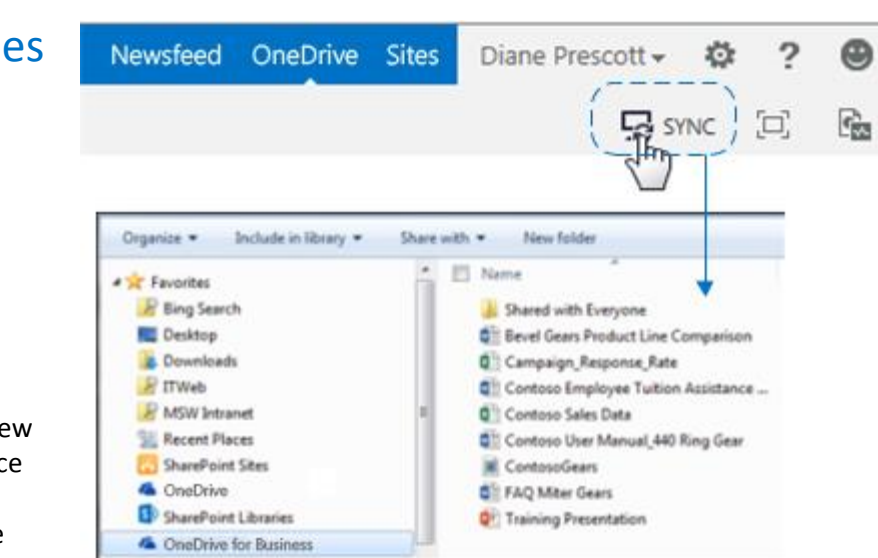 es
Newsfeed OneDrive Sites Diane Prescott ?
SYNC
Organize Include in library Share with New folder
Favorites
Bing Search
Desktop
Downloads
ITWeb
MSW Intranet
Recent Places
SharePoint Sites
OneDrive
SharePoint Libraries
OneDrive for Business
Name
Shared with Everyone
Bevel Gears Product Line Comparison
Campaign_Response_Rate
Contoso Employee Tuition Assistance ...
Contoso Sales Data
Contoso User Manual_440 Ring Gear
ContosoGears
FAQ Miter Gears
Training Presentation
ew
ce
e